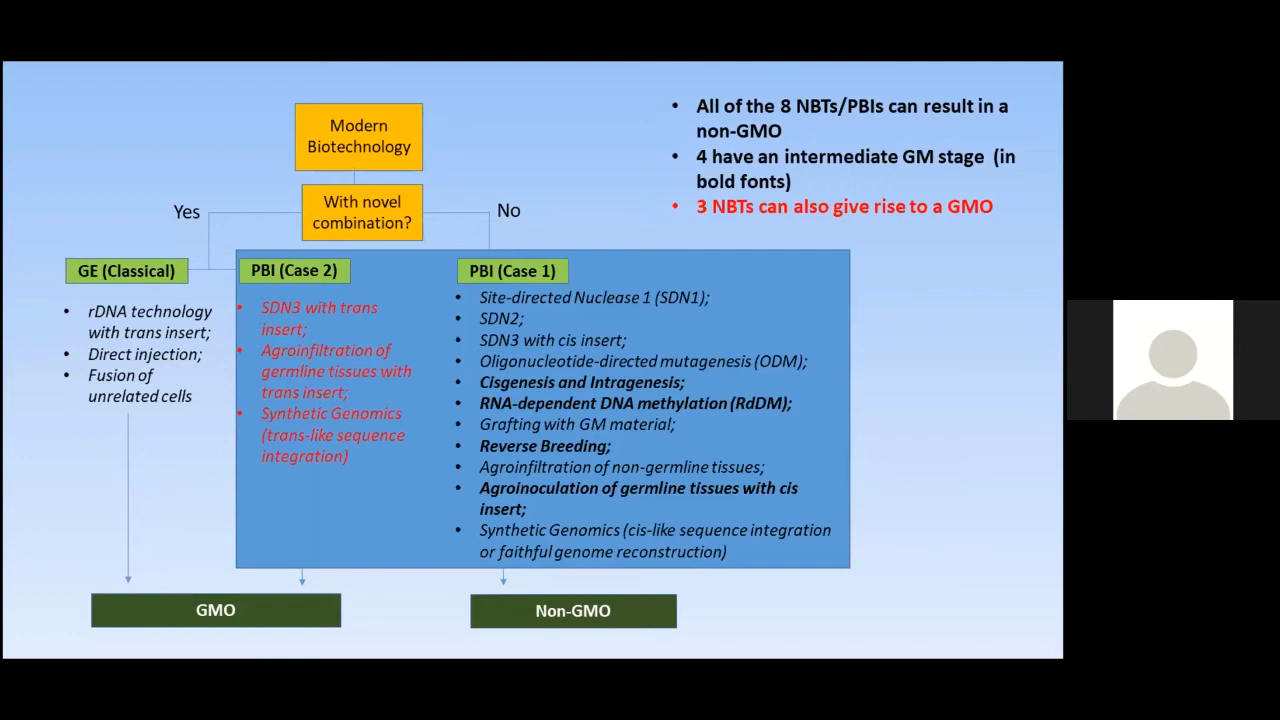 Modern
Biotechnology
With novel
combination?
Yes
No
GE (Classical)
• rDNA technology
with trans insert;
• Direct injection;
• Fusion of
unrelated cells
PBI (Case 2)
• SDN3 with trans
insert;
• Agroinfiltration of
germline tissues with
trans insert;
• Synthetic Genomics
(trans-like sequence
integration)
PBI (Case 1)
• Site-directed Nuclease 1 (SDN1);
• SDN2;
• SDN3 with cis insert;
• Oligonucleotide-directed mutagenesis (ODM);
• Cisgenesis and Intragenesis;
• RNA-dependent DNA methylation (RdDM);
• Grafting with GM material;
• Reverse Breeding;
• Agroinfiltration of non-germline tissues;
• Agroinoculation of germline tissues with cis
insert;
• Synthetic Genomics (cis-like sequence integration
or faithful genome reconstruction)
GMO
Non-GMO
• All of the 8 NBTs/PBIs can result in a
non-GMO
• 4 have an intermediate GM stage (in
bold fonts)
• 3 NBTs can also give rise to a GMO